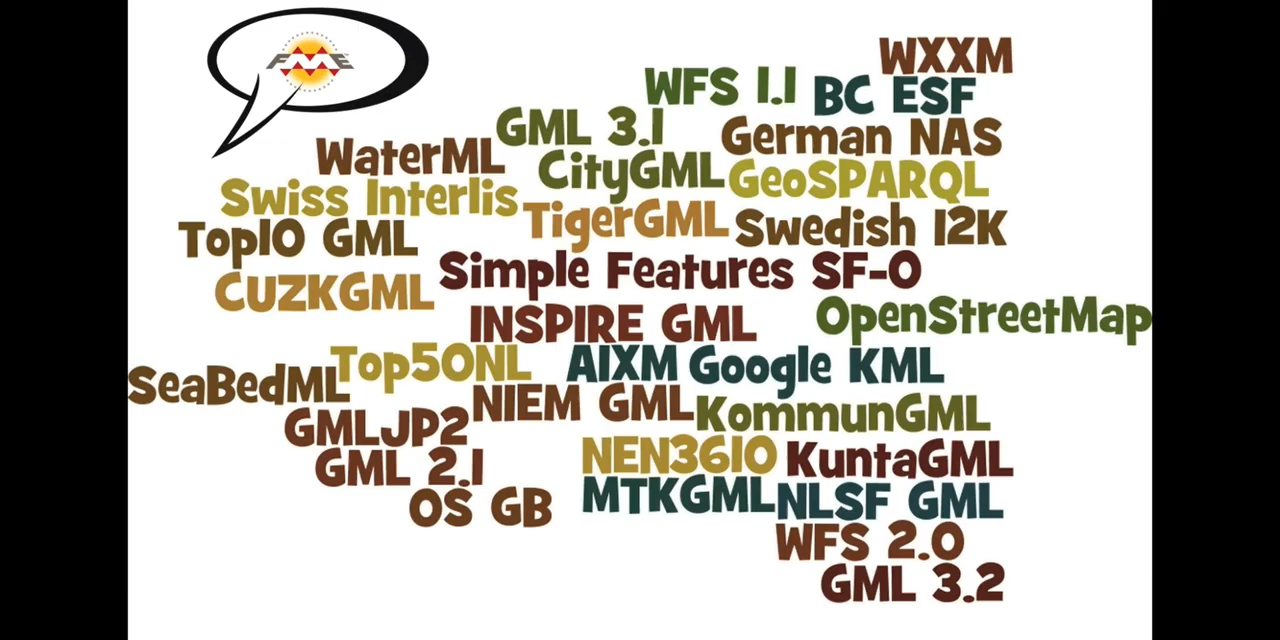 FME
WXXM
WFS 1.1
BC ESF
GML 3.1
German NAS
WaterML
CityGML
GeoSPARQL
Swiss Interlis
TigerGML
Swedish 12K
Top10 GML
Simple Features SF-0
CUZKGML
INSPIRE GML
OpenStreetMap
Top50NL
AIXM
Google KML
SeaBedML
NIEM GML
KommunGML
GMLJP2
NEN3610
KuntaGML
GML 2.1
MTKGML
NLSF GML
OS GB
WFS 2.0
GML 3.2